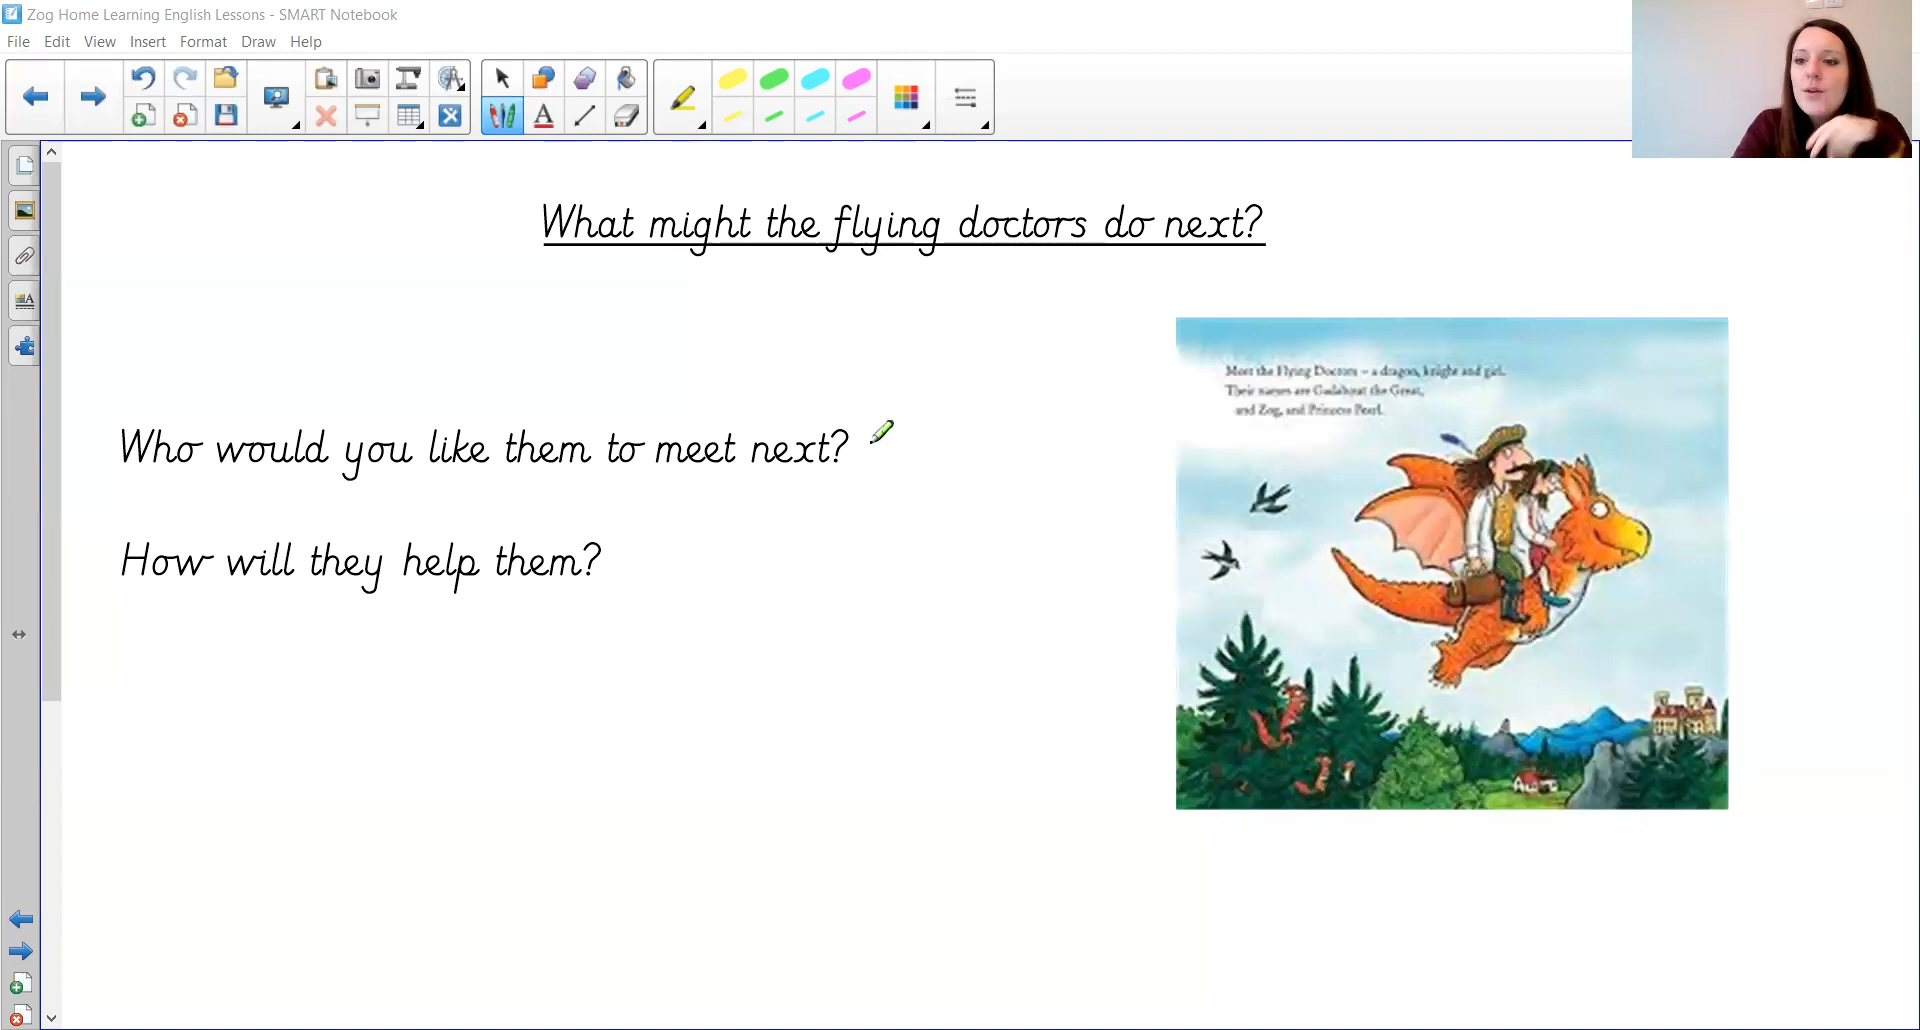 Zog Home Learning English Lessons - SMART Notebook
File Edit View Insert Format Draw Help
What might the flying doctors do next?
Who would you like them to meet next?
How will they help them?
Meet the Flying Doctors – a dragon, knight and girl.
Their names are Gadabout the Great,
and Zog, and Princess Pearl.